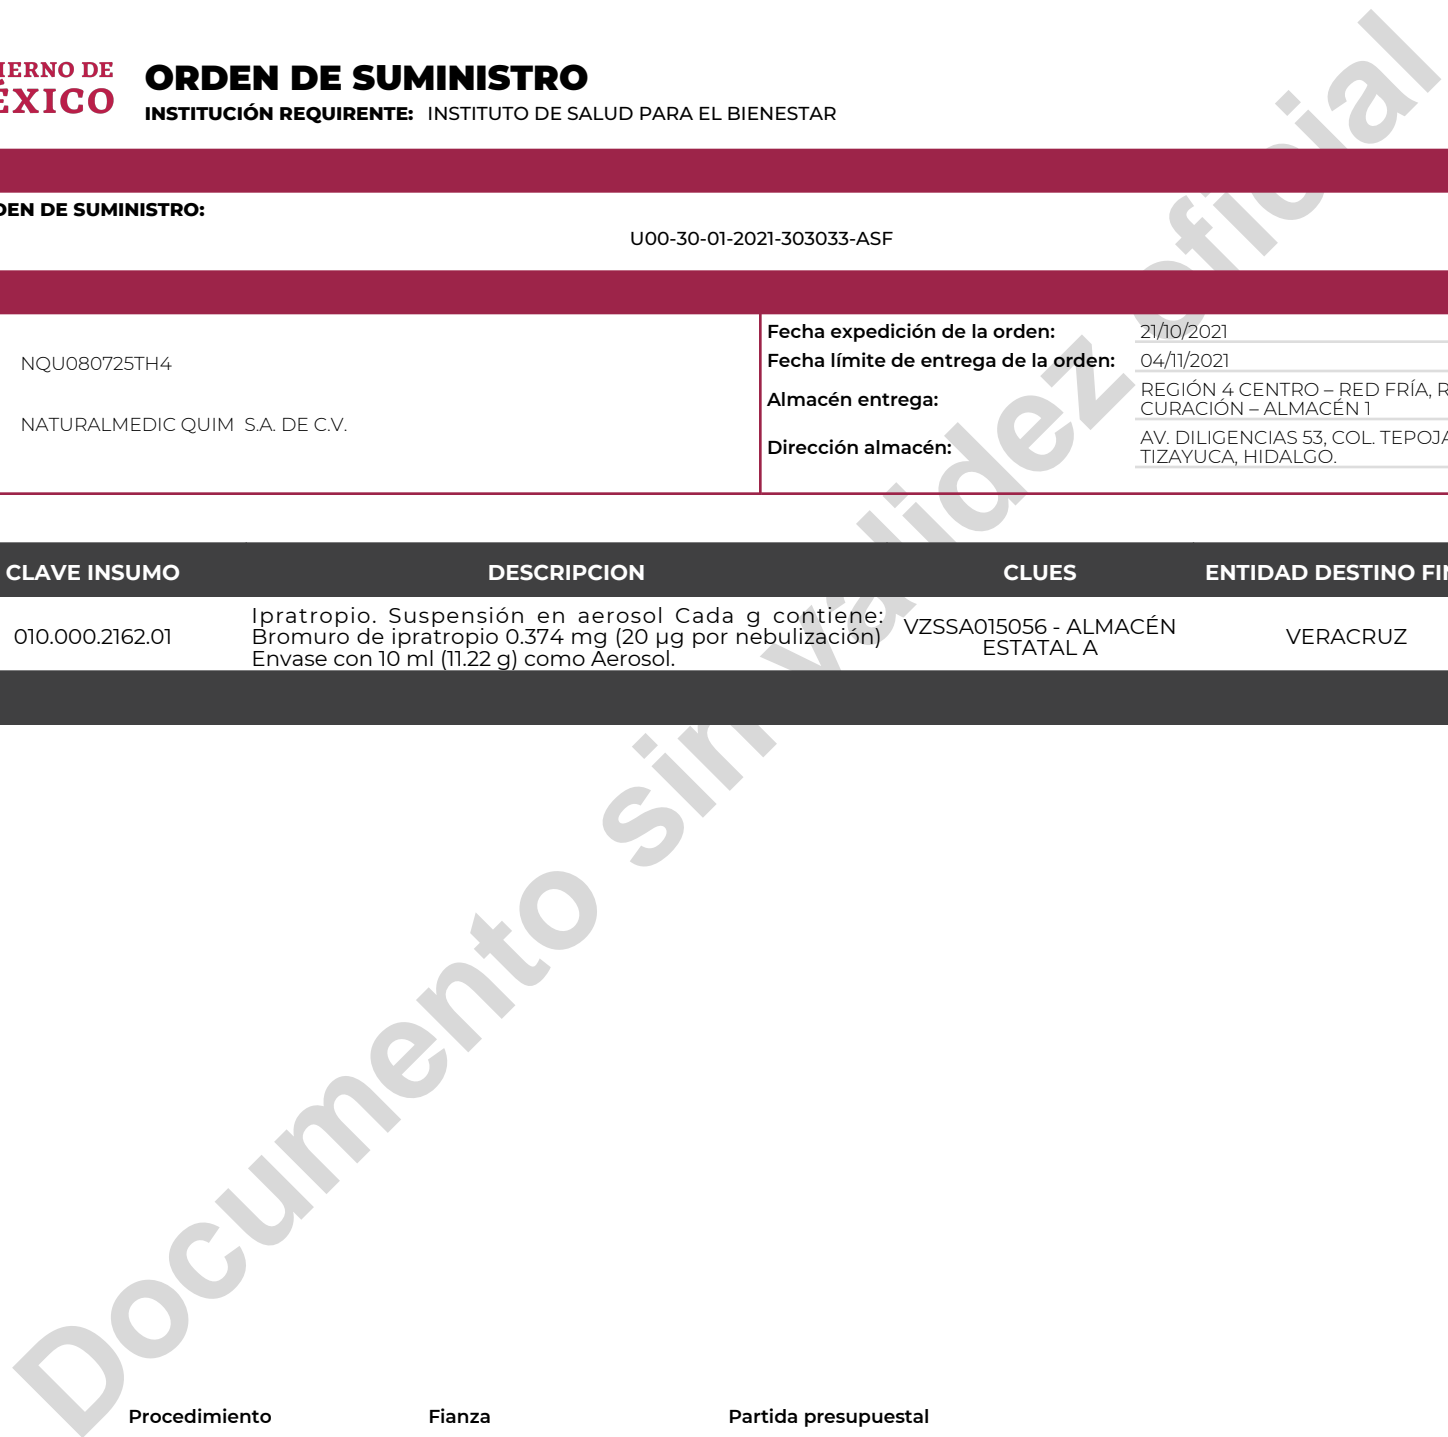 IERNO DE
ÉXICO
ORDEN DE SUMINISTRO
INSTITUCIÓN REQUIRENTE: INSTITUTO DE SALUD PARA EL BIENESTAR
DEN DE SUMINISTRO:
U00-30-01-2021-303033-ASF
NQU080725TH4
NATURALMEDIC QUIM S.A. DE C.V.
Fecha expedición de la orden: 21/10/2021
Fecha límite de entrega de la orden: 04/11/2021
Almacén entrega: REGIÓN 4 CENTRO – RED FRÍA, R
CURACIÓN – ALMACÉN 1
Dirección almacén: AV. DILIGENCIAS 53, COL. TEPOJA
TIZAYUCA, HIDALGO.
CLAVE INSUMO DESCRIPCION CLUES ENTIDAD DESTINO FIN
010.000.2162.01
Ipratropio. Suspensión en aerosol Cada g contiene:
Bromuro de ipratropio 0.374 mg (20 µg por nebulización)
Envase con 10 ml (11.22 g) como Aerosol.
VZSSA015056 - ALMACÉN
ESTATAL A
VERACRUZ
Documento sin validez oficial
Procedimiento Fianza Partida presupuestal